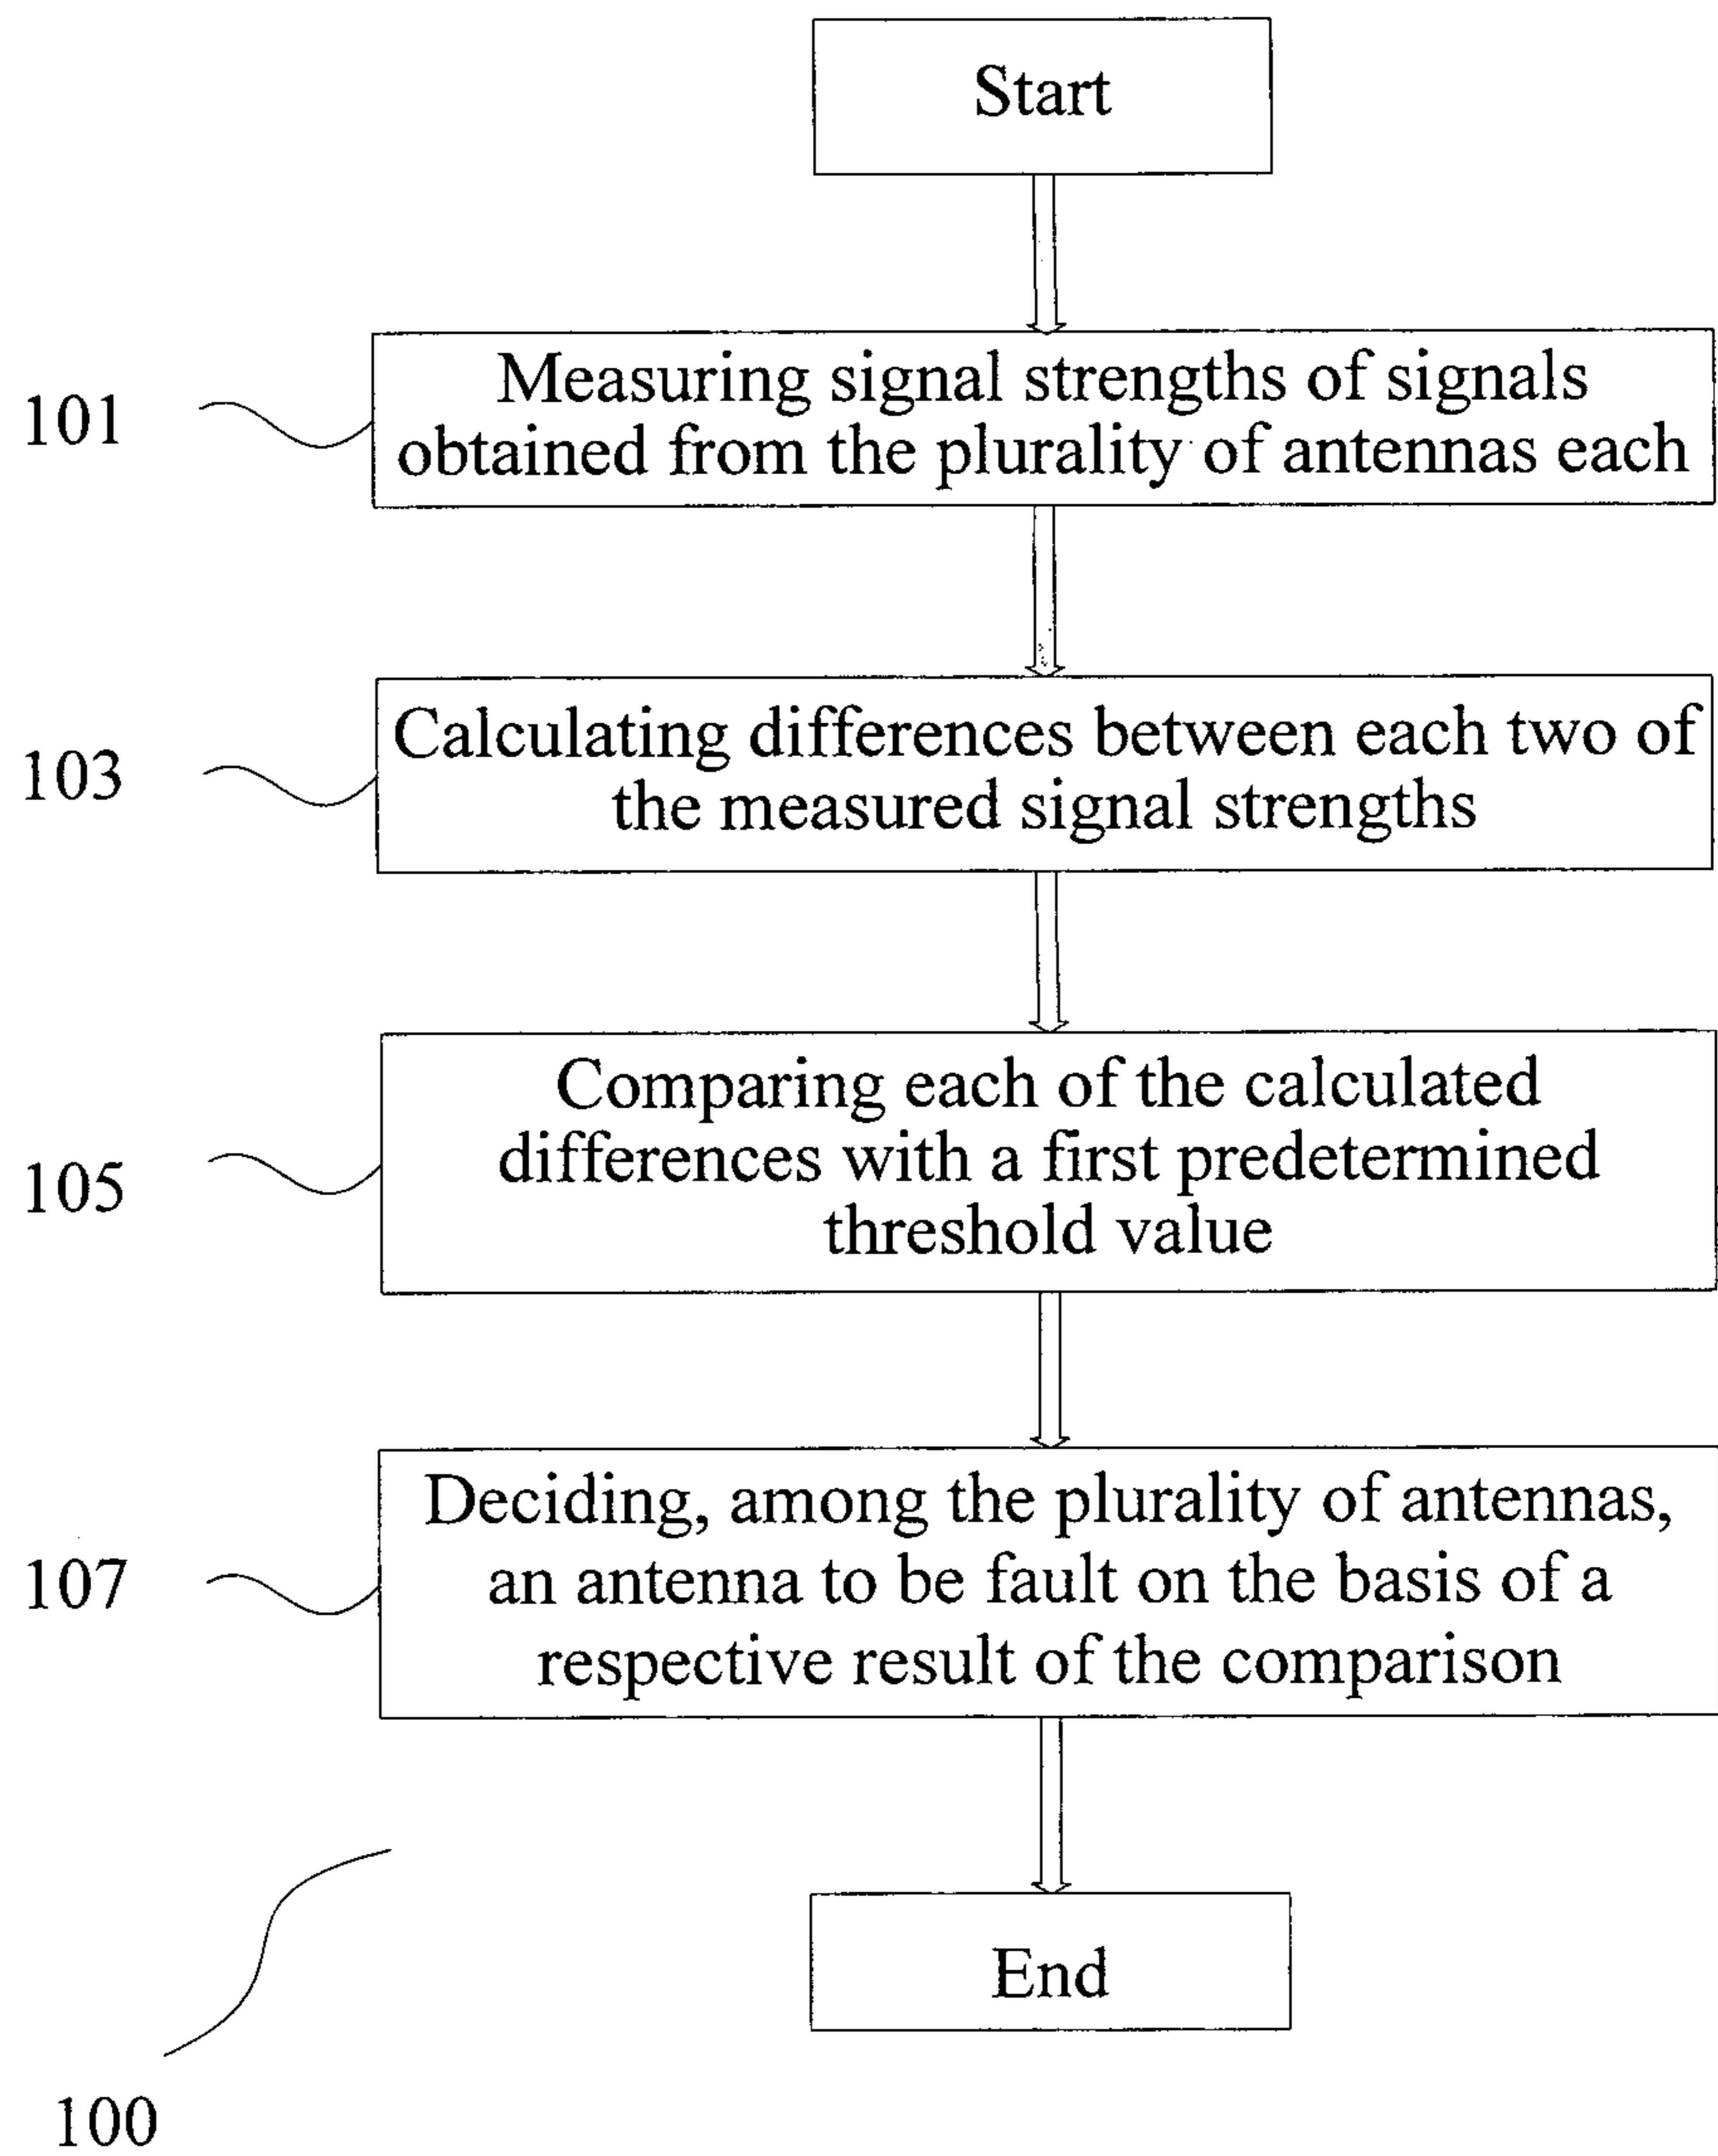 Start
101
Measuring signal strengths of signals
obtained from the plurality of antennas each
103
Calculating differences between each two of
the measured signal strengths
105
Comparing each of the calculated
differences with a first predetermined
threshold value
107
Deciding, among the plurality of antennas,
an antenna to be fault on the basis of a
respective result of the comparison
End
100